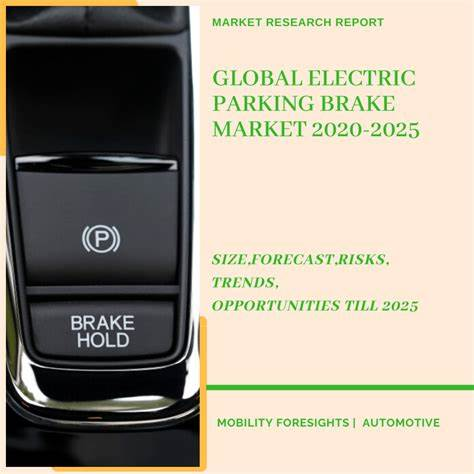 MARKET RESEARCH REPORT
GLOBAL ELECTRIC
PARKING BRAKE
MARKET 2020-2025
SIZE,FORECAST,RISKS,
TRENDS,
OPPORTUNITIES TILL 2025
MOBILITY FORESIGHTS | AUTOMOTIVE
P
BRAKE
HOLD